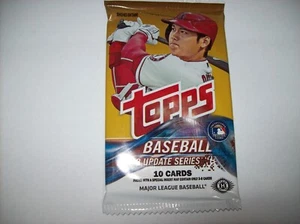 Topps
BASEBALL
UPDATE SERIES
10 CARDS
MAJOR LEAGUE BASEBALL